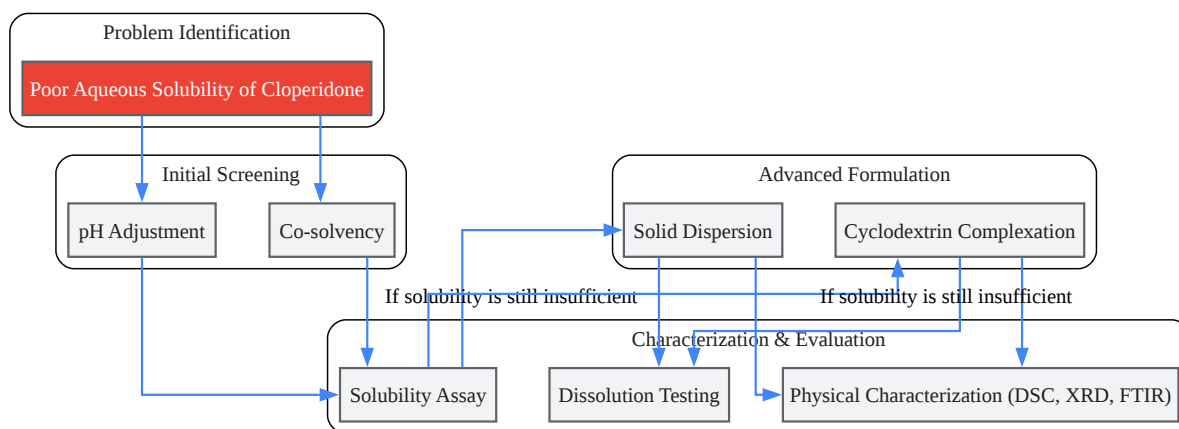 Problem Identification
Poor Aqueous Solubility of Cloperidone
Initial Screening
Advanced Formulation
pH Adjustment
Co-solvency
Solid Dispersion
Cyclodextrin Complexation
If solubility is still insufficient
If solubility is still insufficient
Characterization & Evaluation
Solubility Assay
Dissolution Testing
Physical Characterization (DSC, XRD, FTIR)